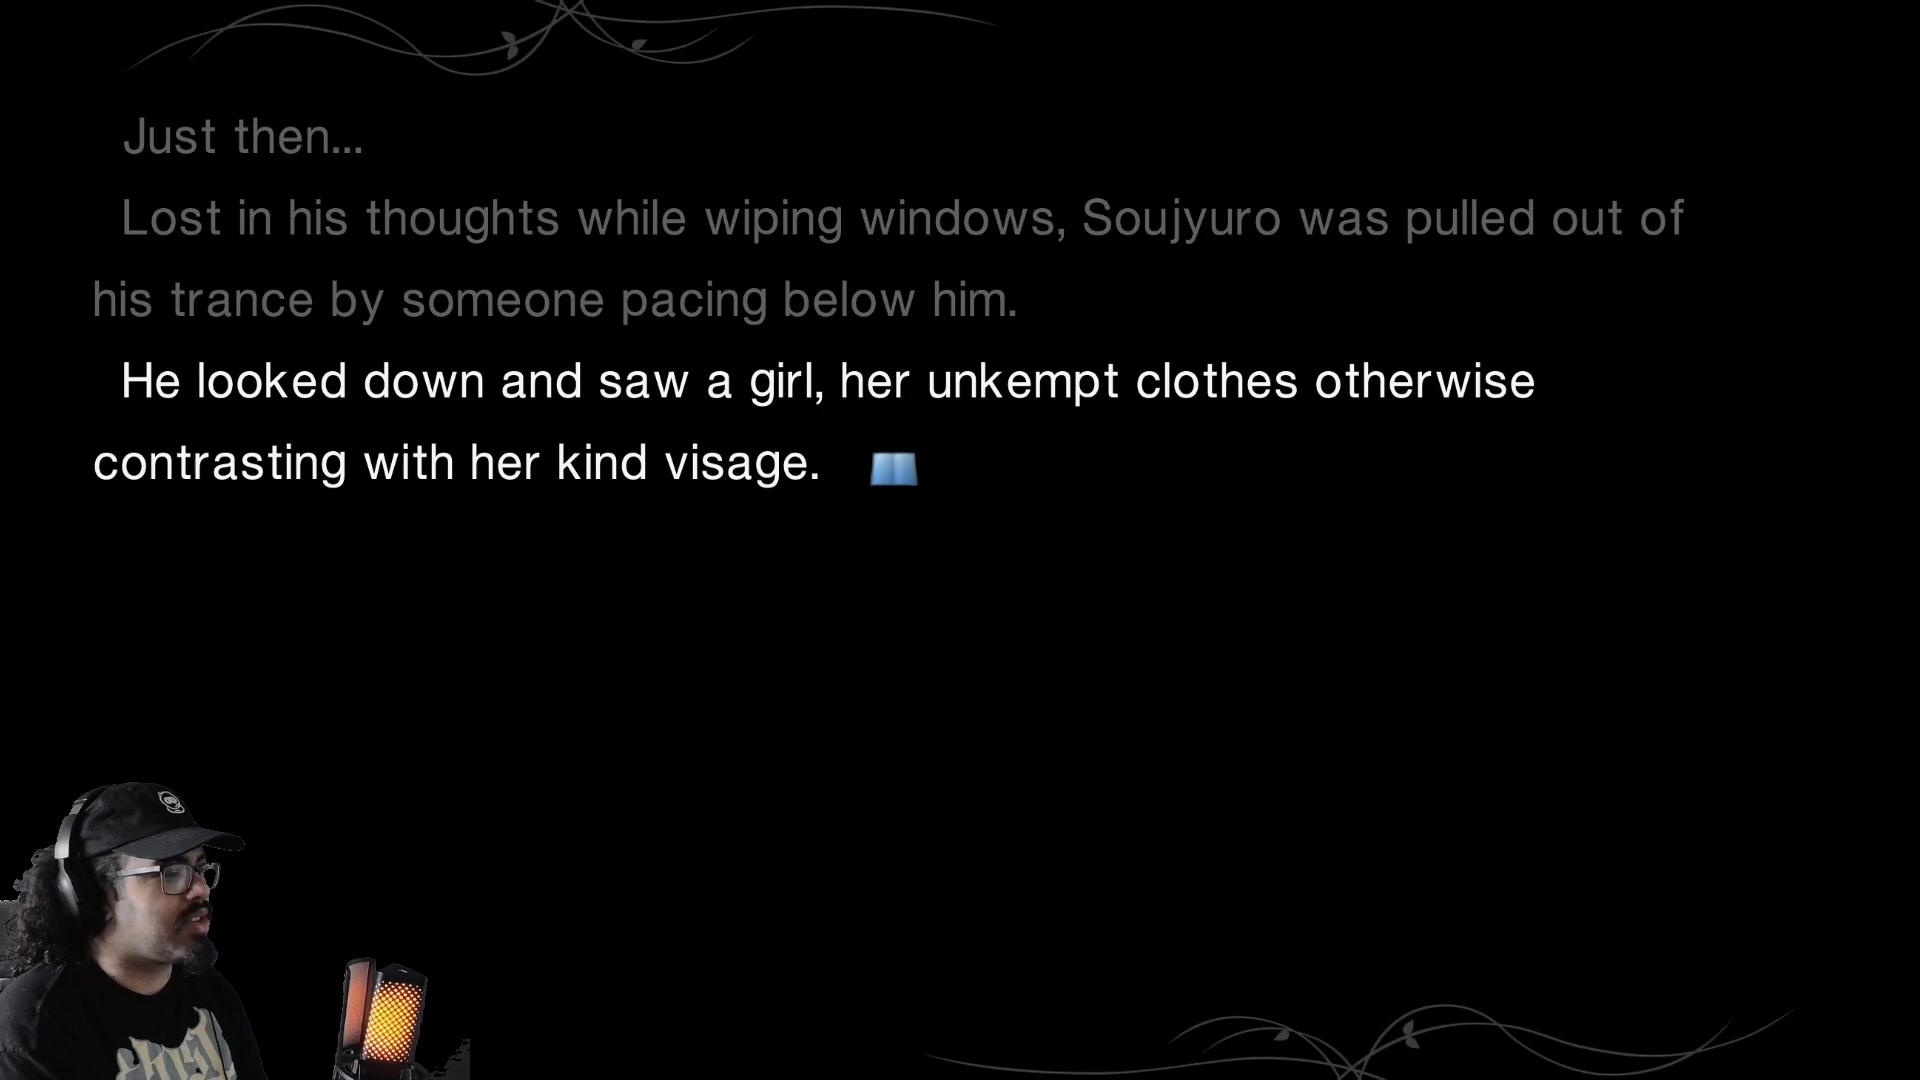 Just then...
Lost in his thoughts while wiping windows, Soujyuro was pulled out of
his trance by someone pacing below him.
He looked down and saw a girl, her unkempt clothes otherwise
contrasting with her kind visage.